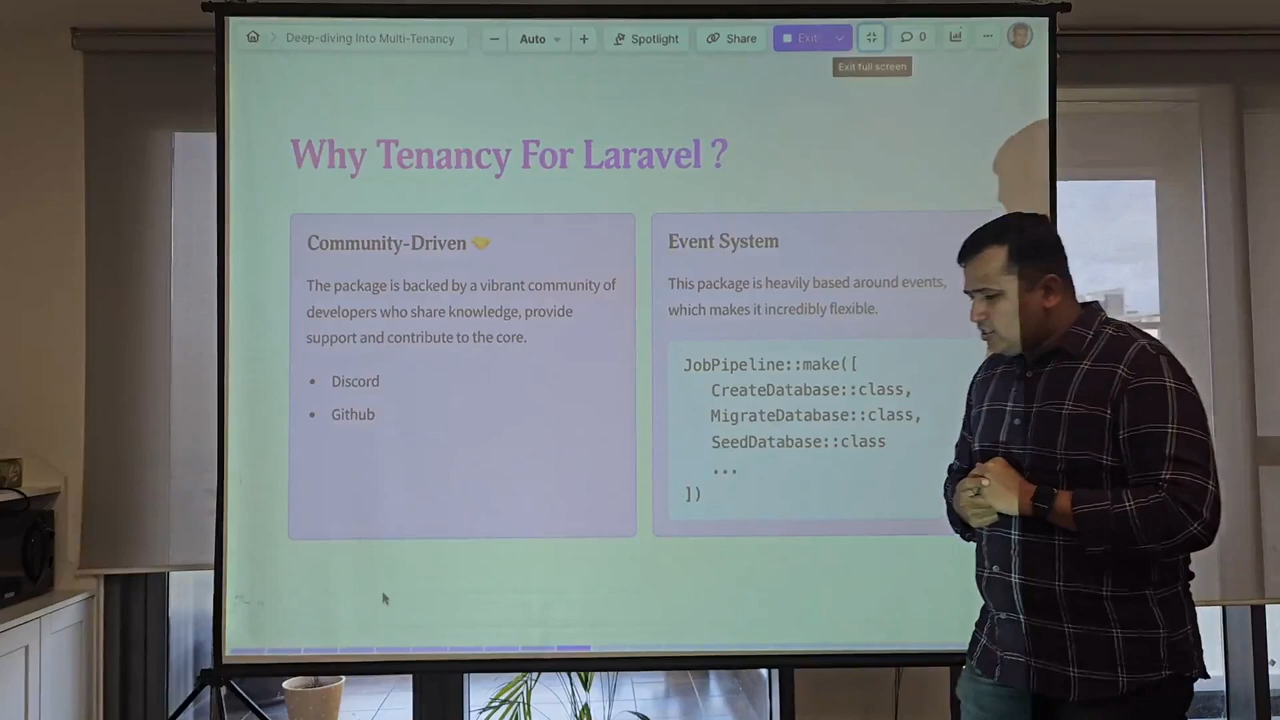 Deep-diving Into Multi-Tenancy
Auto
Spotlight
Share
Exit
0
Exit full screen
Why Tenancy For Laravel ?
Community-Driven
The package is backed by a vibrant community of
developers who share knowledge, provide
support and contribute to the core.
• Discord
• Github
Event System
This package is heavily based around events,
which makes it incredibly flexible.
JobPipeline::make([
CreateDatabase::class,
MigrateDatabase::class,
SeedDatabase::class
...
])